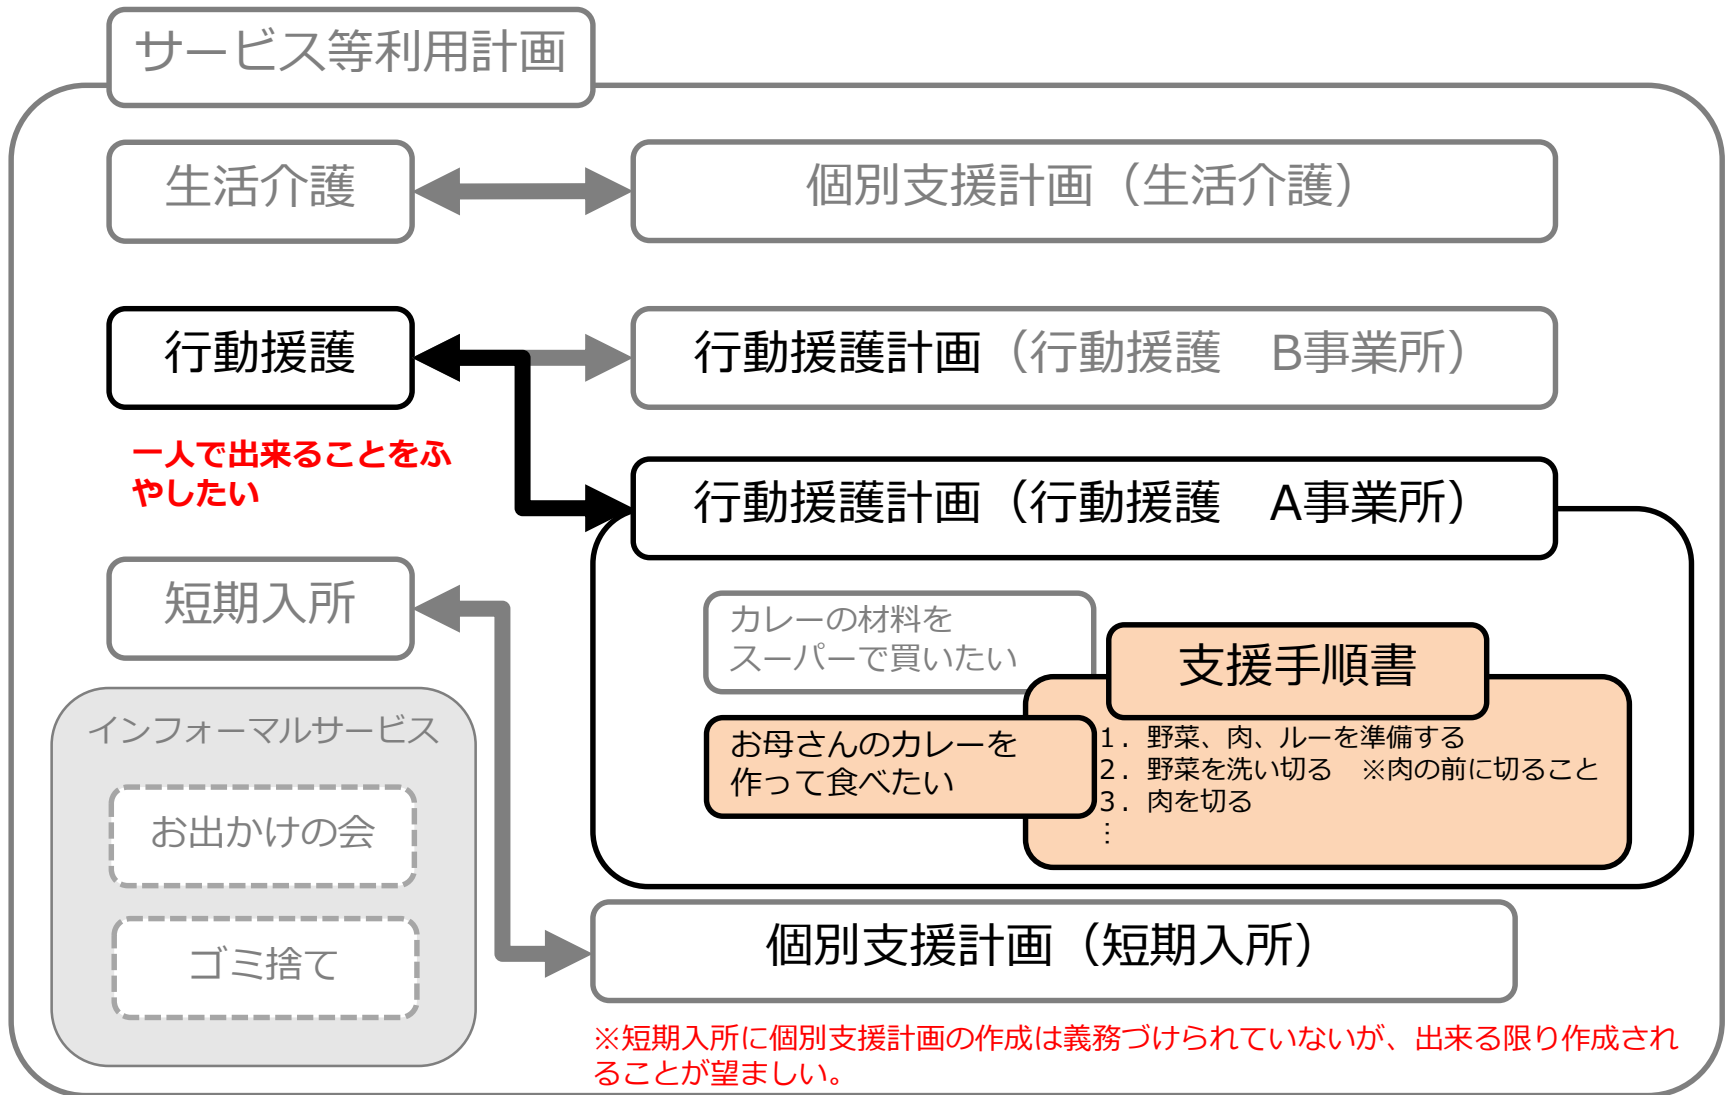 サービス等利用計画
生活介護
個別支援計画（生活介護）
行動援護
行動援護計画（行動援護　B事業所）
一人で出来ることをふ
やしたい
行動援護計画（行動援護　A事業所）
短期入所
カレーの材料を
スーパーで買いたい
支援手順書
お母さんのカレーを
作って食べたい
1．野菜、肉、ルーを準備する
2．野菜を洗い切る　※肉の前に切ること
3．肉を切る
…
インフォーマルサービス
お出かけの会
ゴミ捨て
個別支援計画（短期入所）
※短期入所に個別支援計画の作成は義務づけられていないが、出来る限り作成され
ることが望ましい。